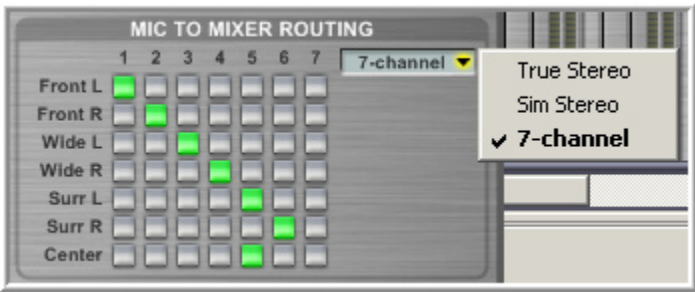 MIC TO MIXER ROUTING
1 2 3 4 5 6 7
7-channel
Front L
Front R
Wide L
Wide R
Surr L
Surr R
Center
True Stereo
Sim Stereo
7-channel